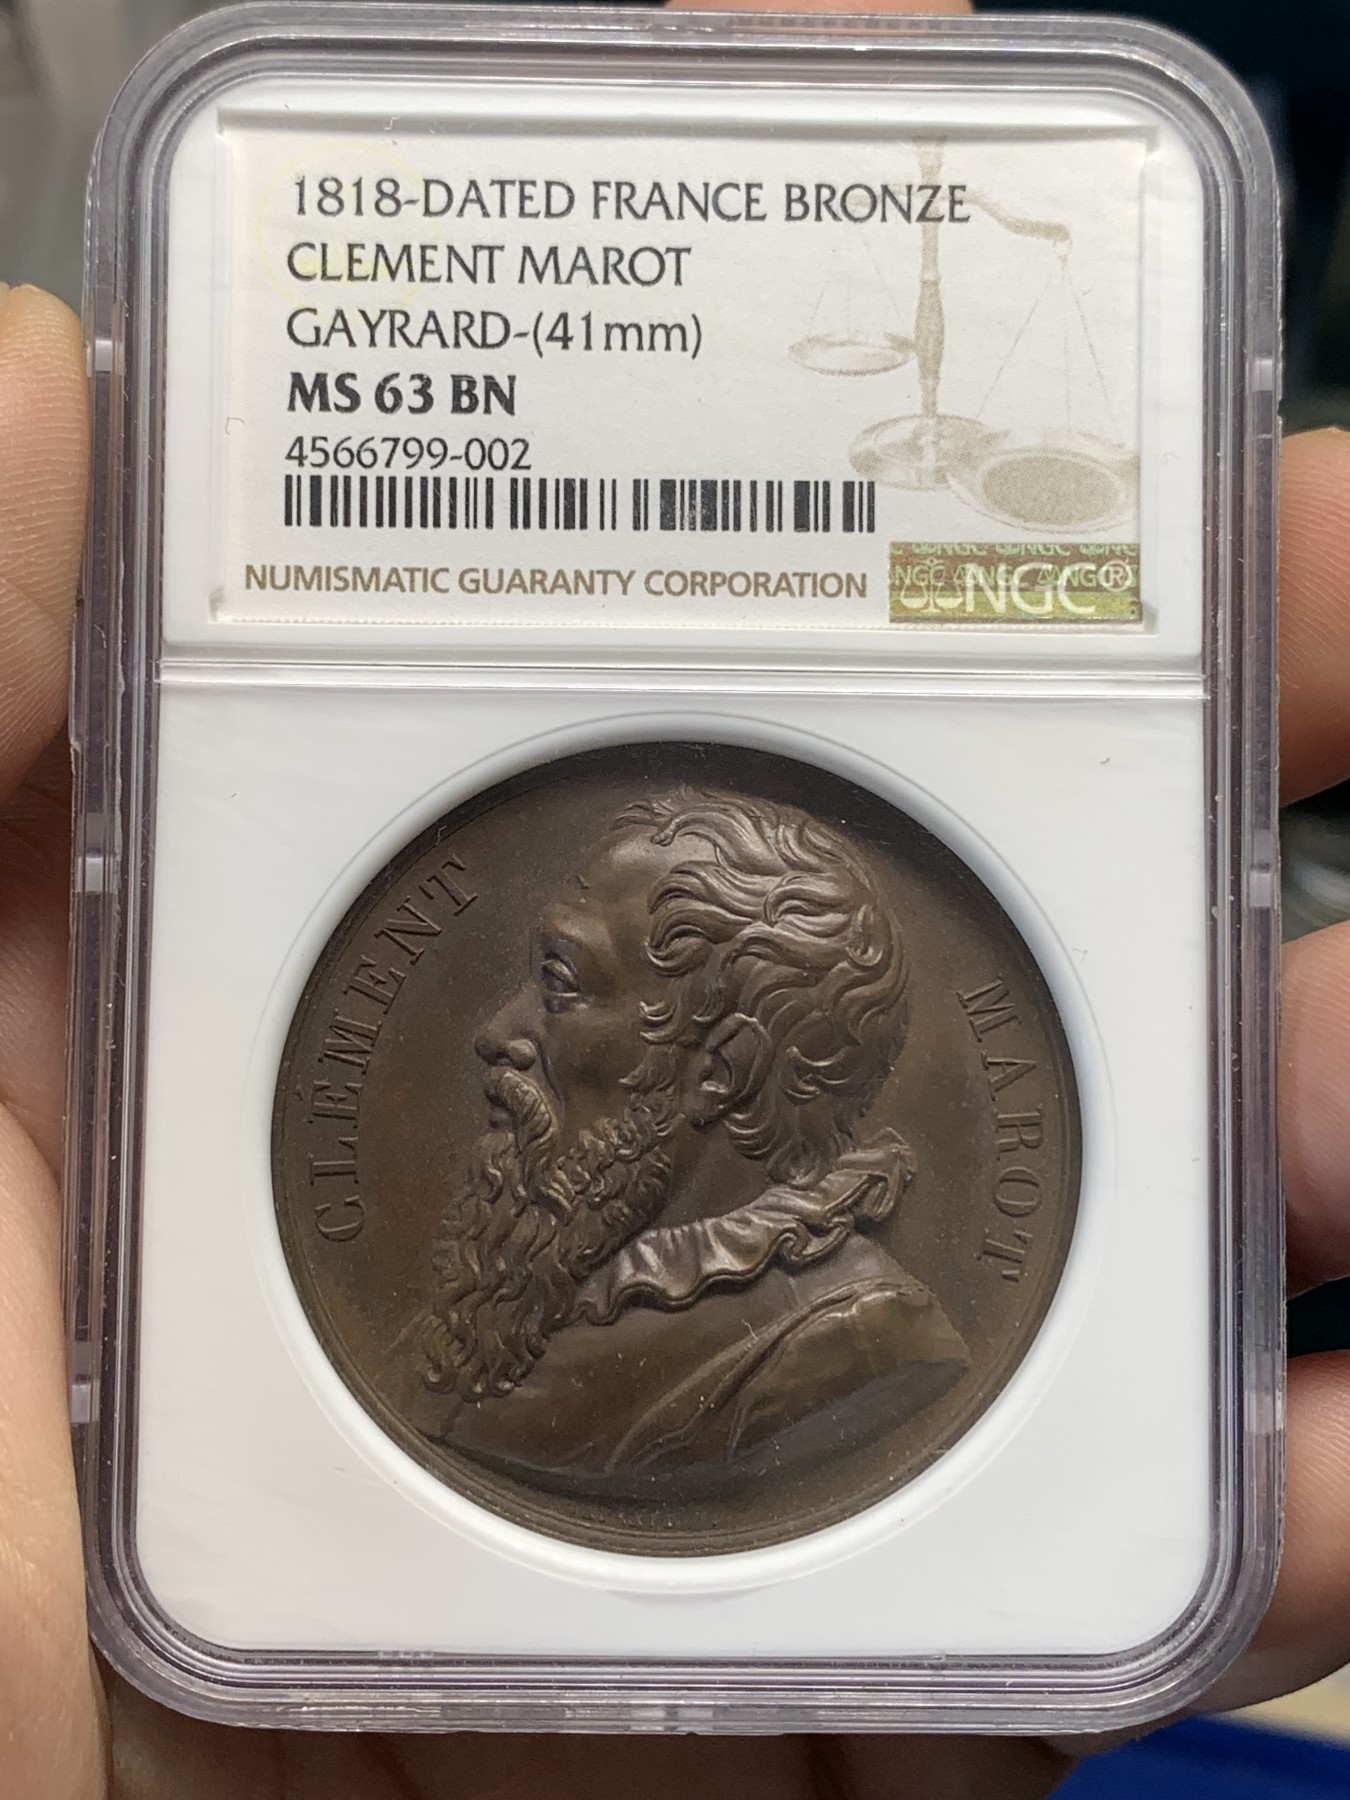 1818-DATED FRANCE BRONZE
CLEMENT MAROT
GAYRARD-(41mm)
MS 63 BN
4566799-002
NUMISMATIC GUARANTY CORPORATION
NGC®
CLÉMENT
MAROT